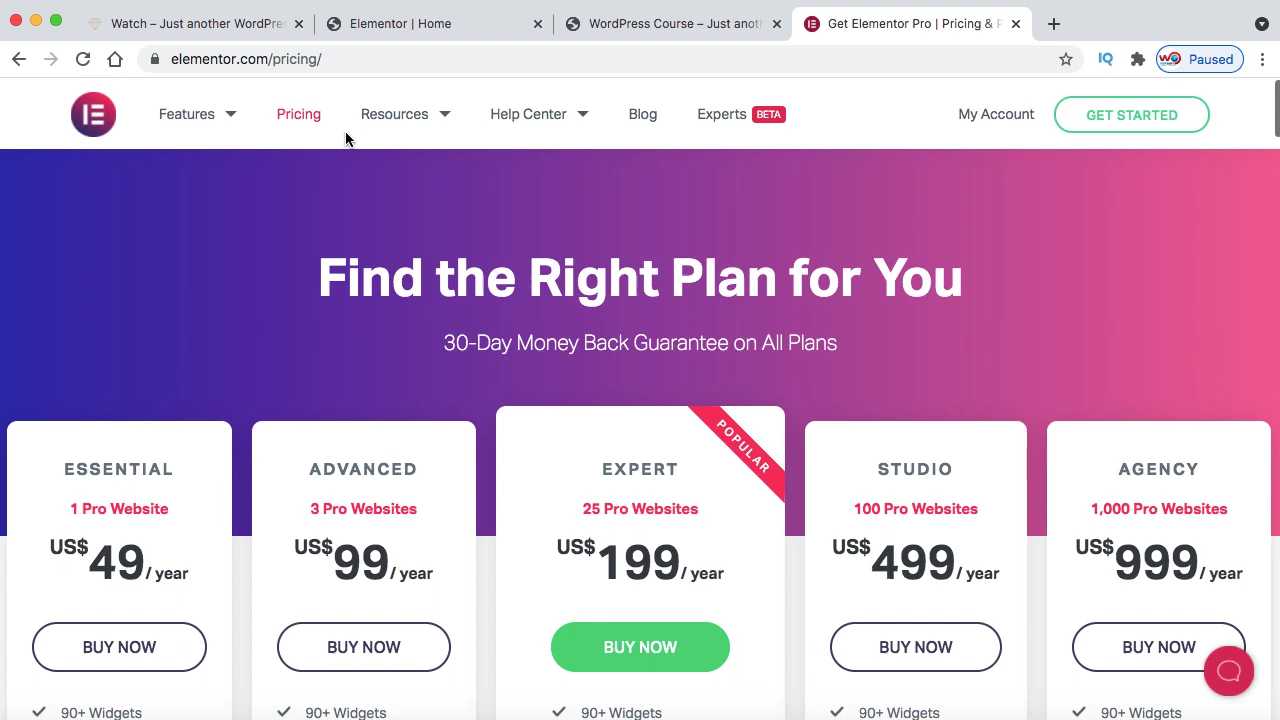 Watch – Just another WordPres
Elementor | Home
WordPress Course – Just anot
Get Elementor Pro | Pricing & P
elementor.com/pricing/
IQ
WO
Paused
Features
Pricing
Resources
Help Center
Blog
Experts BETA
My Account
GET STARTED
Find the Right Plan for You
30-Day Money Back Guarantee on All Plans
ESSENTIAL
1 Pro Website
US$49/ year
BUY NOW
90+ Widgets
ADVANCED
3 Pro Websites
US$99/ year
BUY NOW
90+ Widgets
POPULAR
EXPERT
25 Pro Websites
US$199/ year
BUY NOW
90+ Widgets
STUDIO
100 Pro Websites
US$499/ year
BUY NOW
90+ Widgets
AGENCY
1,000 Pro Websites
US$999/ year
BUY NOW
90+ Widgets